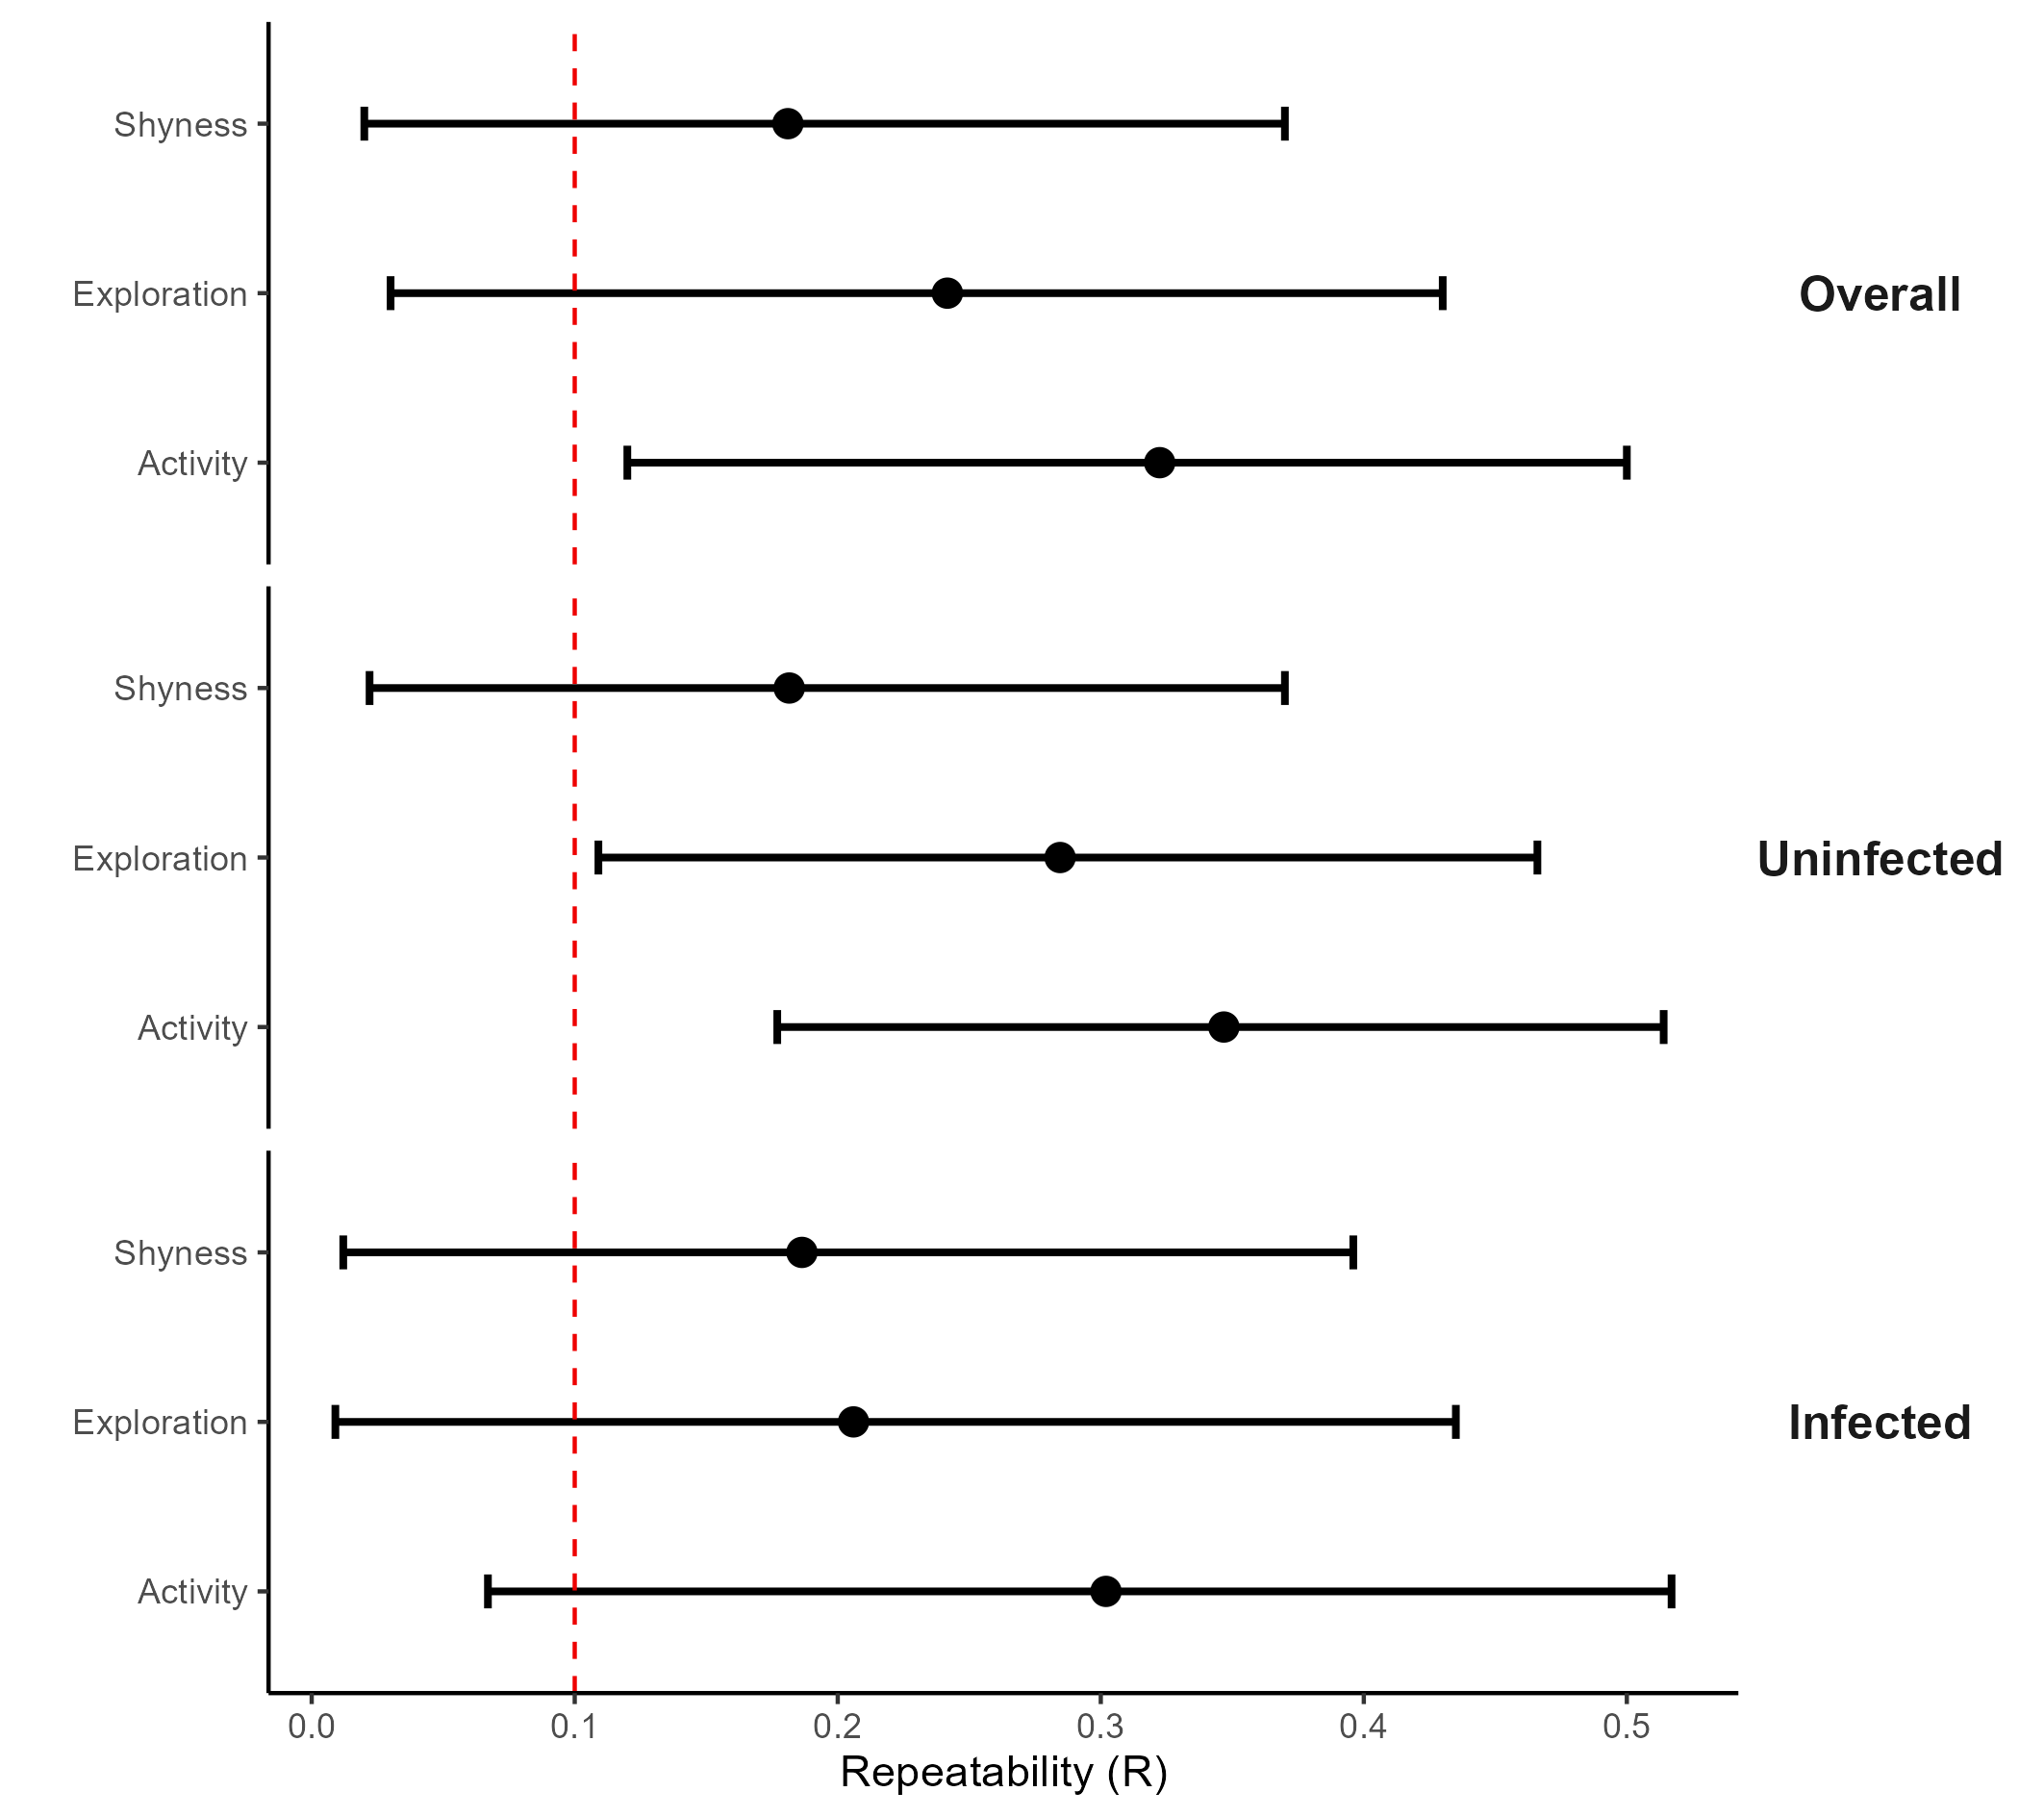 Shyness
Exploration
Overall
Activity
Shyness
Exploration
Uninfected
Activity
Shyness
Exploration
Infected
Activity
0.0 0.1 0.2 0.3 0.4 0.5
Repeatability (R)